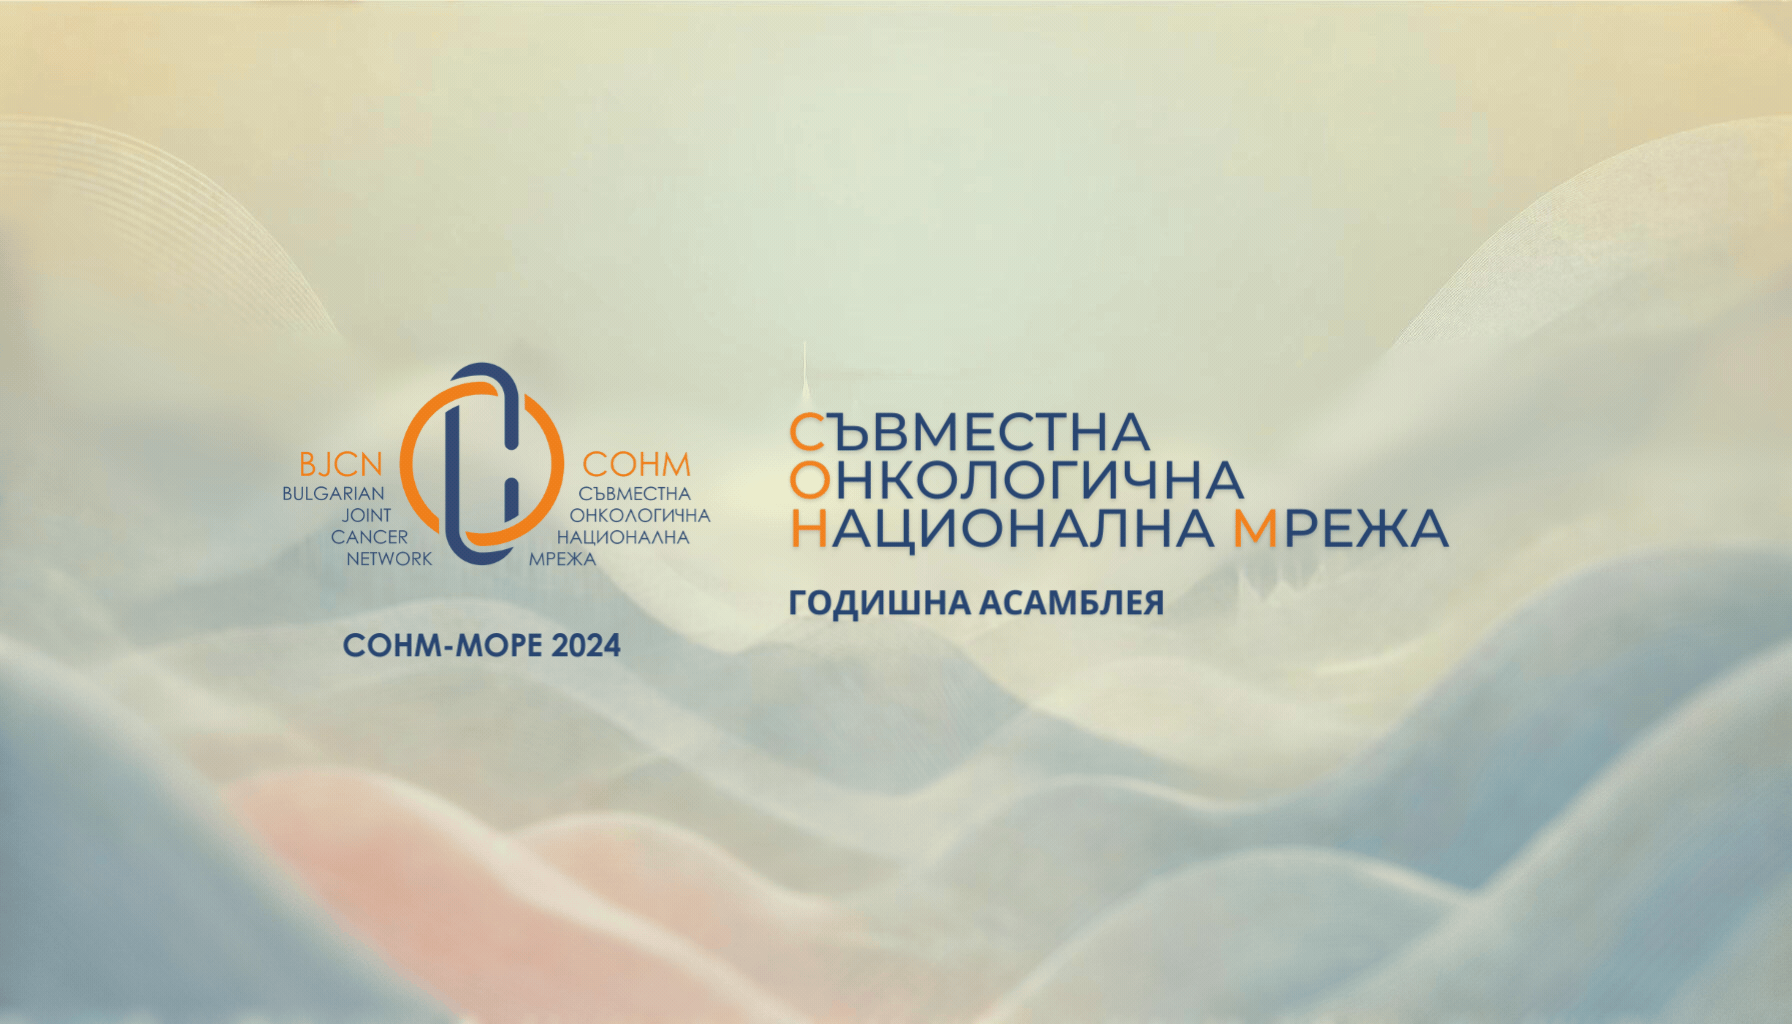 BJCN
BULGARIAN
JOINT
CANCER
NETWORK
СОНМ
СЪВМЕСТНА
ОНКОЛОГИЧНА
НАЦИОНАЛНА
МРЕЖА
СОНМ-МОРЕ 2024
СЪВМЕСТНА
ОНКОЛОГИЧНА
НАЦИОНАЛНА МРЕЖА
ГОДИШНА АСАМБЛЕЯ